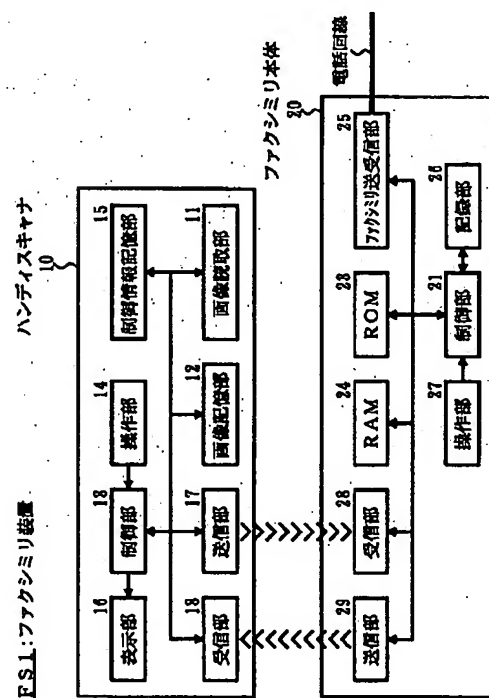 FS1:ファクシミリ装置
ハンディスキャナ
10
16
表示部
18
制御部
14
操作部
15
制御情報記憶部
18
受信部
17
送信部
12
画像記憶部
11
画像読取部
ファクシミリ本体
20
29
送信部
28
受信部
24
RAM
23
ROM
25
ファクシミリ送受信部
電話回線
27
操作部
21
制御部
26
記録部